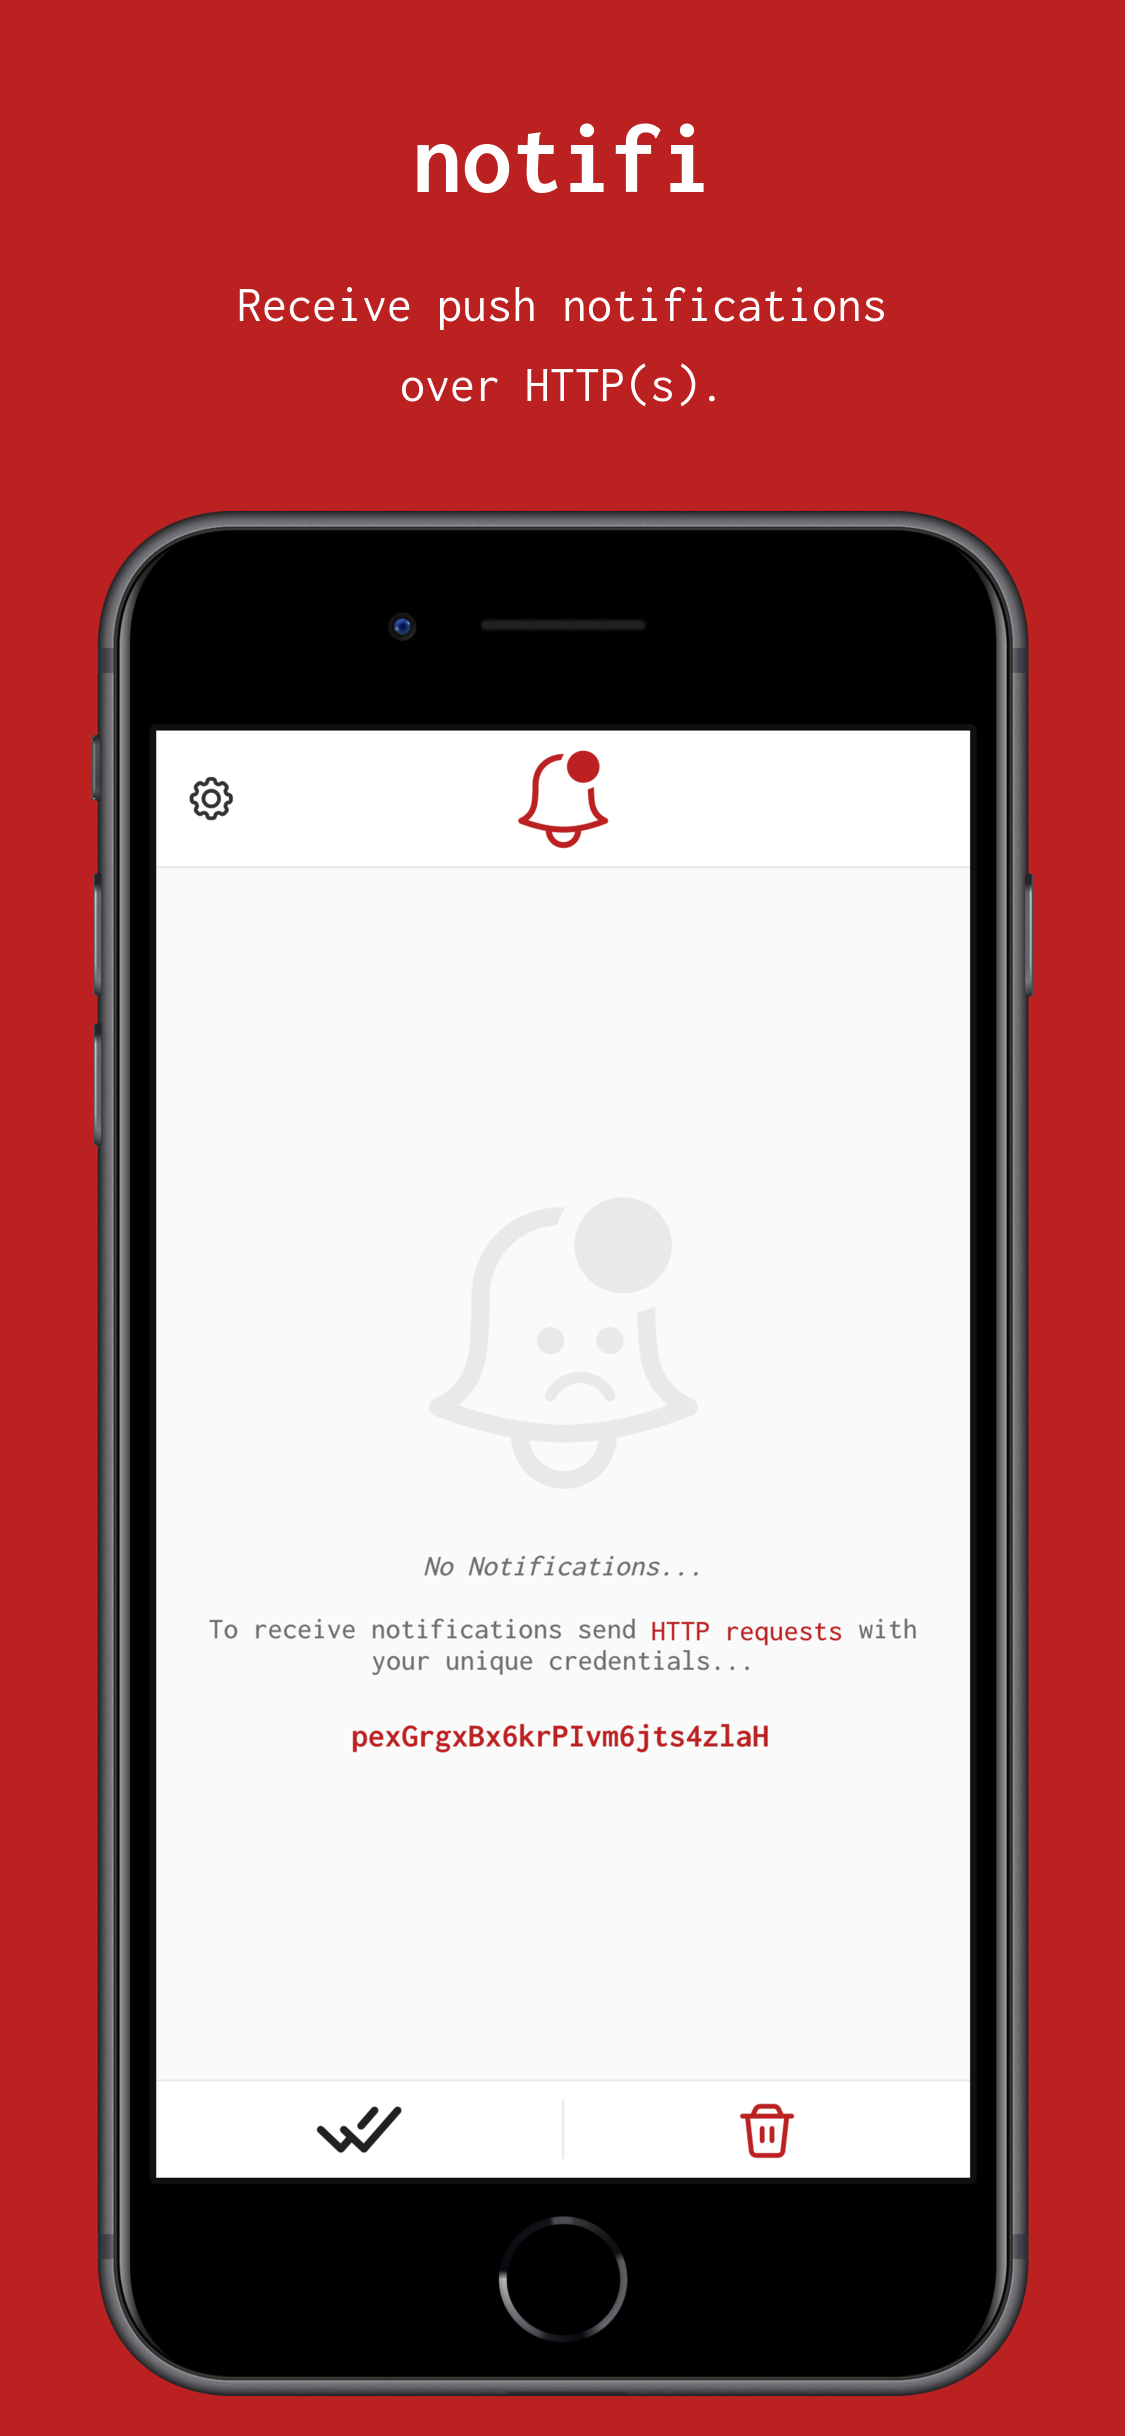 notifi
Receive push notifications
over HTTP(s).
No Notifications...
To receive notifications send HTTP requests with
your unique credentials...
pexGrgxBx6krPIvm6jts4zlaH